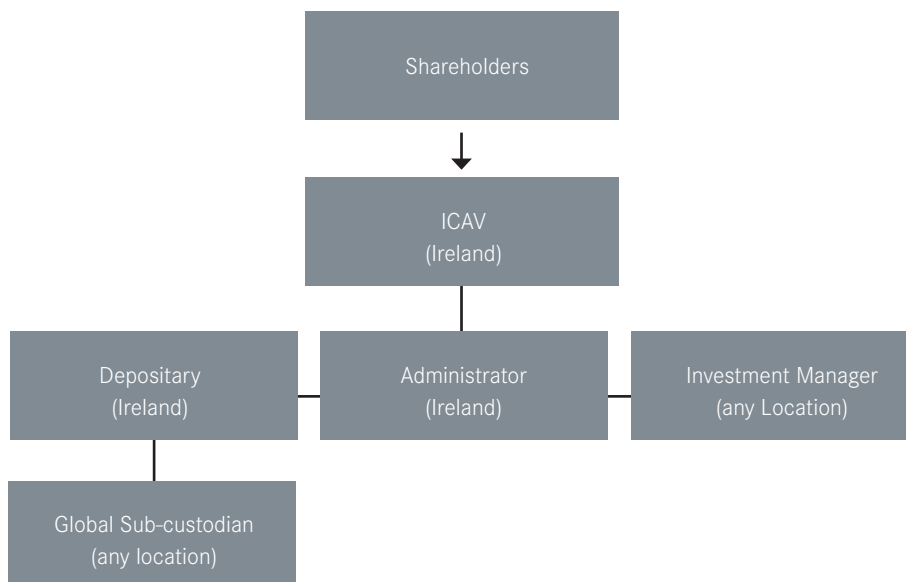 Shareholders
ICAV
(Ireland)
Depositary
(Ireland)
Administrator
(Ireland)
Investment Manager
(any Location)
Global Sub-custodian
(any location)